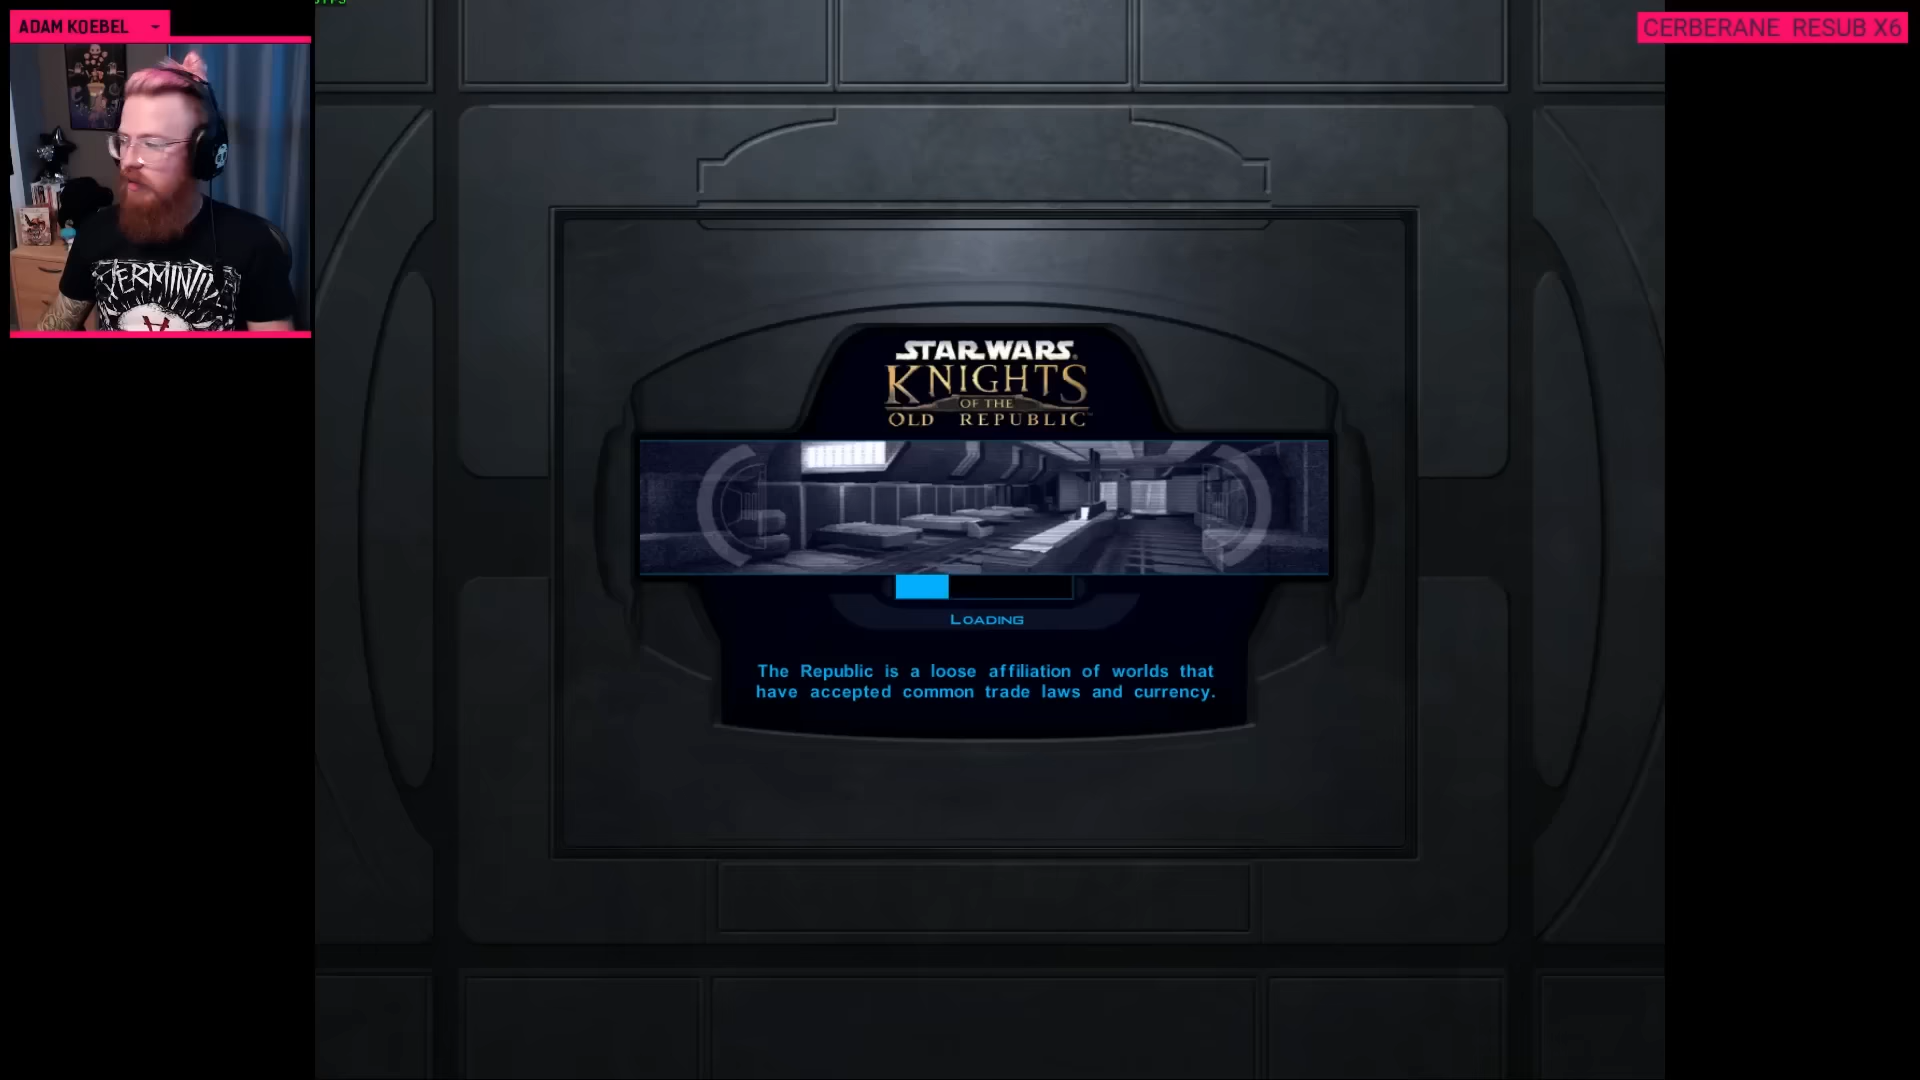 ADAM KOEBEL
CERBERANE RESUB X6
STAR WARS
KNIGHTS
OF THE
OLD REPUBLIC
LOADING
The Republic is a loose affiliation of worlds that
have accepted common trade laws and currency.